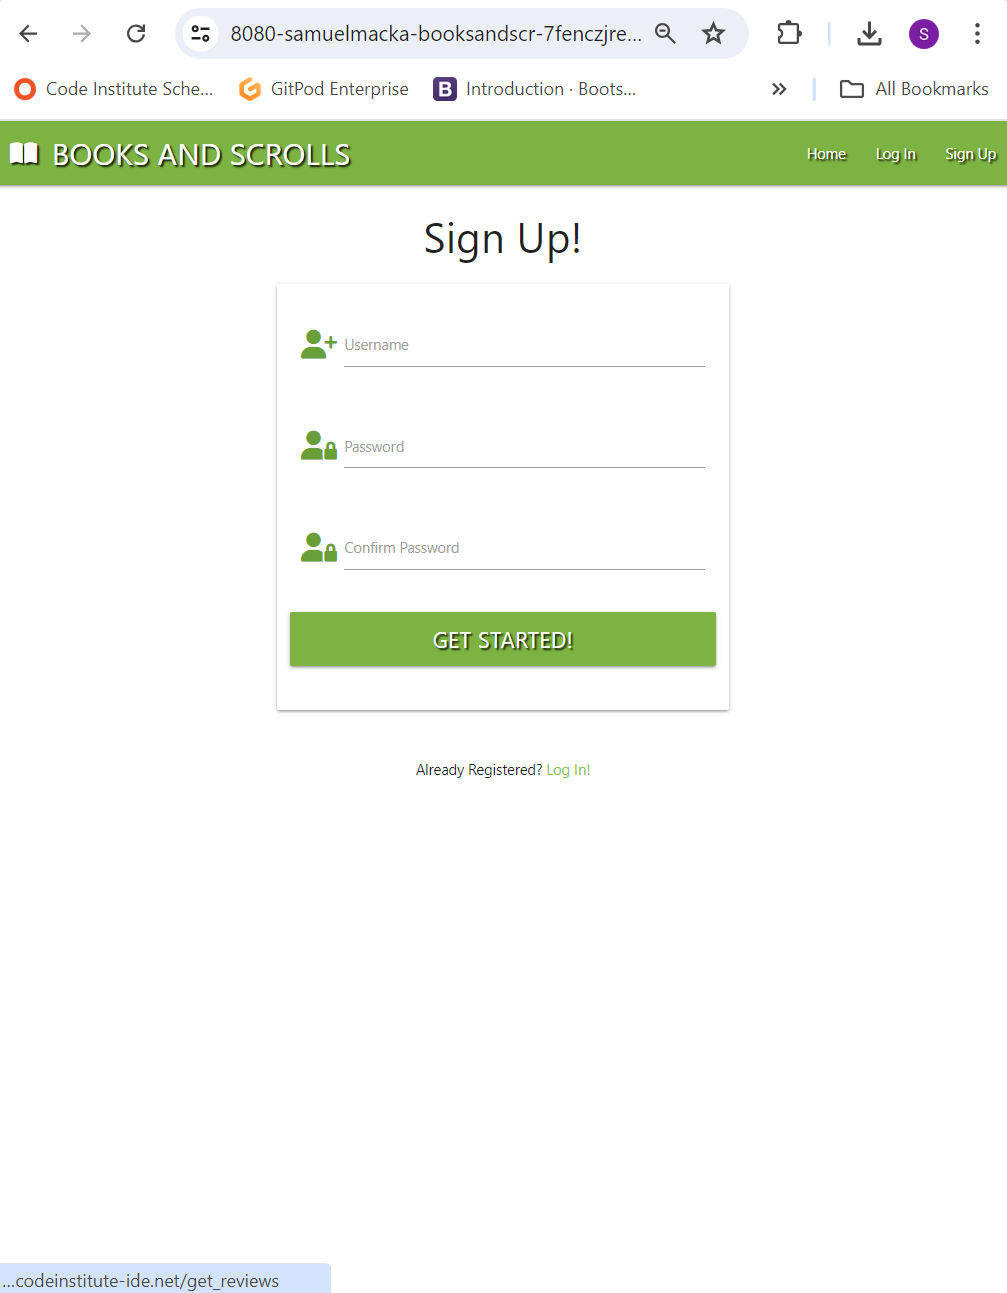 8080-samuelmacka-booksandscr-7fenczjre...
S
Code Institute Sche...
GitPod Enterprise
B
Introduction · Boots...
All Bookmarks
BOOKS AND SCROLLS
Home
Log In
Sign Up
Sign Up!
Username
Password
Confirm Password
GET STARTED!
Already Registered? Log In!
...codeinstitute-ide.net/get_reviews